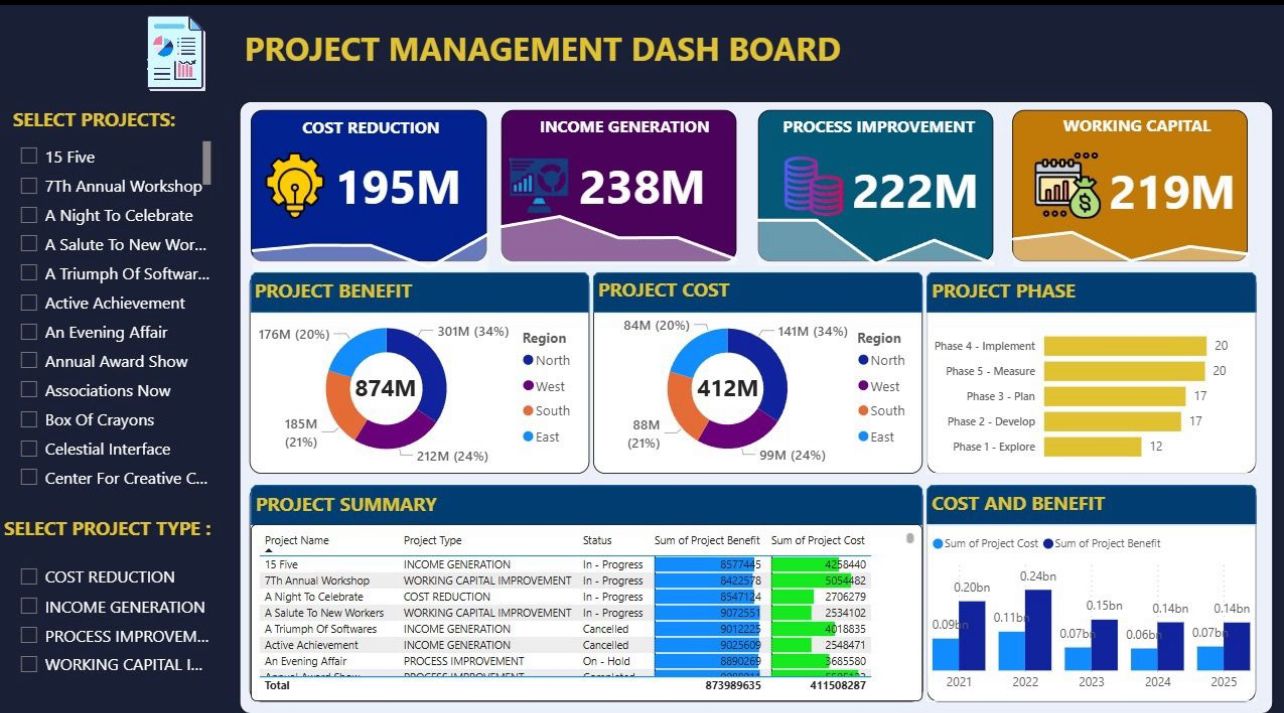 PROJECT MANAGEMENT DASH BOARD
SELECT PROJECTS:
15 Five
7Th Annual Workshop
A Night To Celebrate
A Salute To New Wor...
A Triumph Of Softwar...
Active Achievement
An Evening Affair
Annual Award Show
Associations Now
Box Of Crayons
Celestial Interface
Center For Creative C...
SELECT PROJECT TYPE :
COST REDUCTION
INCOME GENERATION
PROCESS IMPROVEM...
WORKING CAPITAL I...
COST REDUCTION
195M
INCOME GENERATION
238M
PROCESS IMPROVEMENT
222M
WORKING CAPITAL
219M
PROJECT BENEFIT
176M (20%)
301M (34%)
874M
185M
(21%)
212M (24%)
Region
North
West
South
East
PROJECT COST
84M (20%)
141M (34%)
412M
88M
(21%)
99M (24%)
Region
North
West
South
East
PROJECT PHASE
Phase 4 - Implement 20
Phase 5 - Measure 20
Phase 3 - Plan 17
Phase 2 - Develop 17
Phase 1 - Explore 12
PROJECT SUMMARY
Project Name Project Type Status Sum of Project Benefit Sum of Project Cost
15 Five INCOME GENERATION In - Progress 8577445 4258440
7Th Annual Workshop WORKING CAPITAL IMPROVEMENT In - Progress 8422578 5054482
A Night To Celebrate COST REDUCTION In - Progress 8547124 2706279
A Salute To New Workers WORKING CAPITAL IMPROVEMENT In - Progress 9072551 2534102
A Triumph Of Softwares INCOME GENERATION Cancelled 9012225 4018835
Active Achievement INCOME GENERATION Cancelled 9025609 2548471
An Evening Affair PROCESS IMPROVEMENT On - Hold 8890269 3685580
Annual Award Show PROCESS IMPROVEMENT Completed
Total 873989635 411508287
COST AND BENEFIT
Sum of Project Cost Sum of Project Benefit
0.09bn 0.20bn 0.11bn 0.24bn 0.07bn 0.15bn 0.06bn 0.14bn 0.07bn 0.14bn
2021 2022 2023 2024 2025